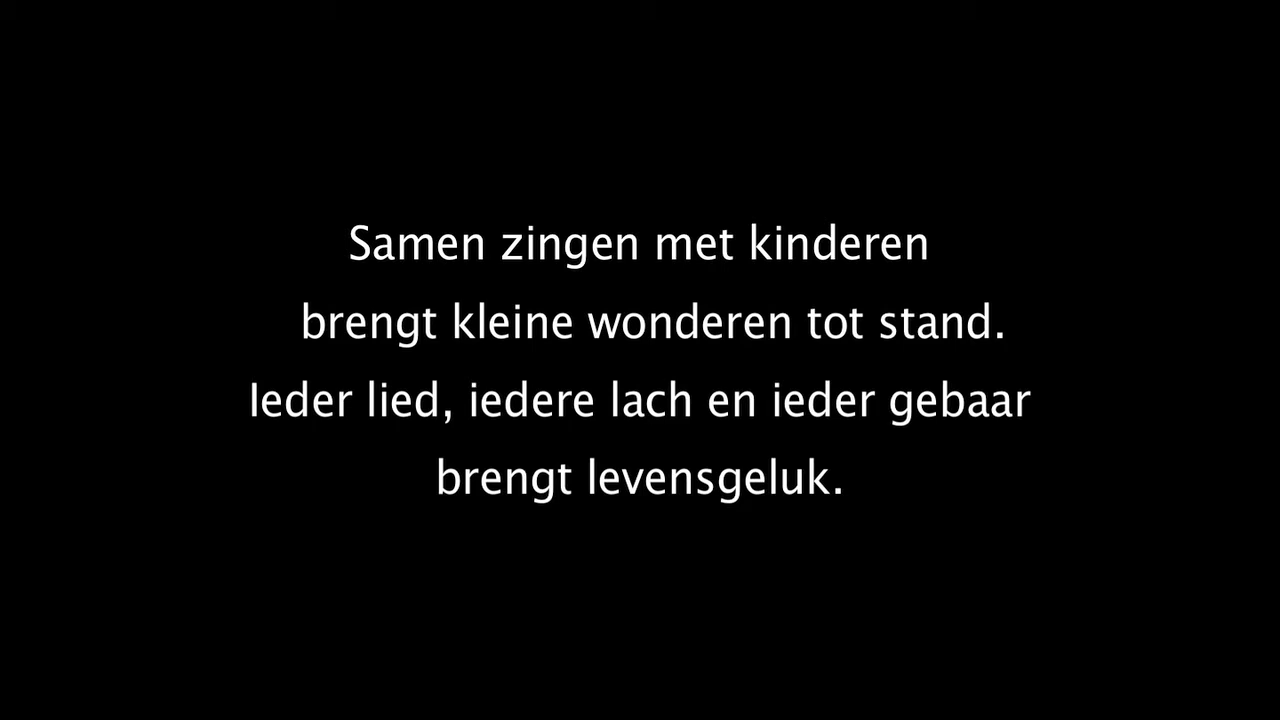 Samen zingen met kinderen
brengt kleine wonderen tot stand.
Ieder lied, iedere lach en ieder gebaar
brengt levensgeluk.